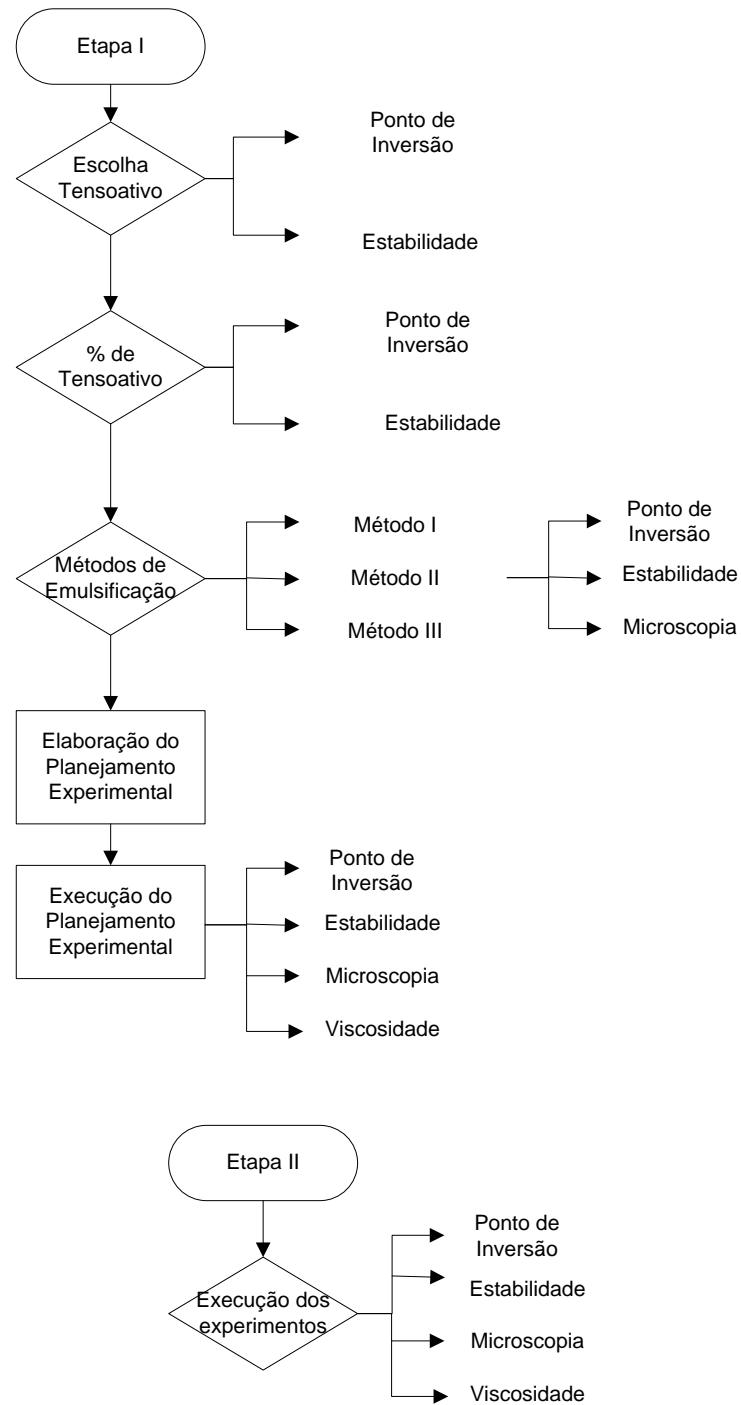 Etapa I
Escolha
Tensoativo
Ponto de
Inversão
Estabilidade
% de
Tensoativo
Ponto de
Inversão
Estabilidade
Métodos de
Emulsificação
Método I
Método II
Método III
Ponto de
Inversão
Estabilidade
Microscopia
Elaboração do
Planejamento
Experimental
Execução do
Planejamento
Experimental
Ponto de
Inversão
Estabilidade
Microscopia
Viscosidade
Etapa II
Execução dos
experimentos
Ponto de
Inversão
Estabilidade
Microscopia
Viscosidade